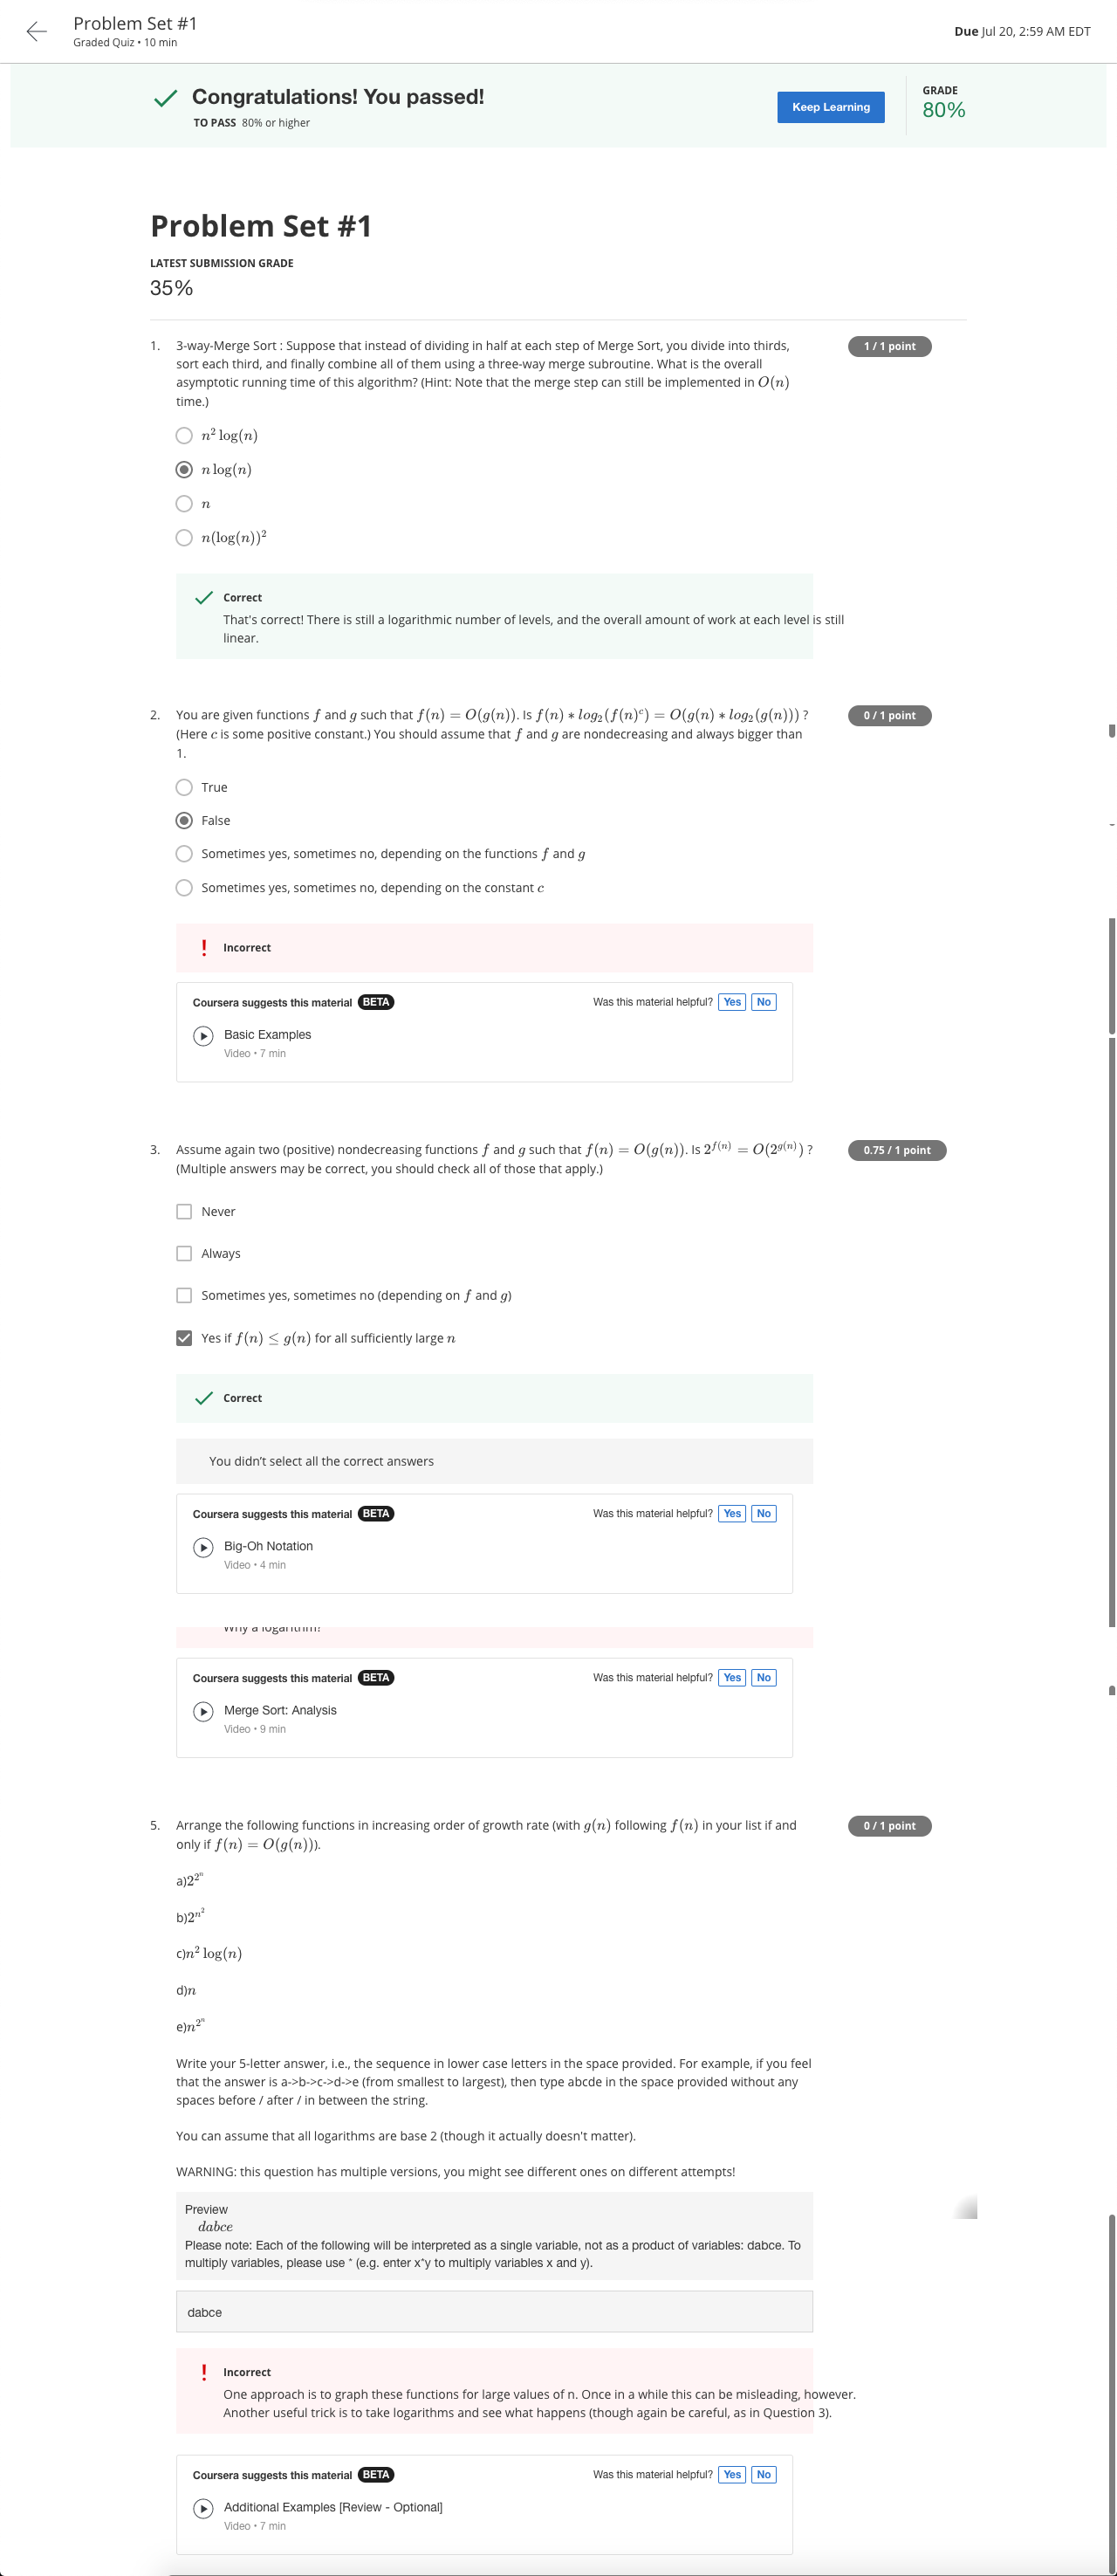 Problem Set #1
Graded Quiz • 10 min
Due Jul 20, 2:59 AM EDT
Congratulations! You passed!
TO PASS 80% or higher
Keep Learning
GRADE
80%
Problem Set #1
LATEST SUBMISSION GRADE
35%
1. 3-way-Merge Sort : Suppose that instead of dividing in half at each step of Merge Sort, you divide into thirds,
1 / 1 point
sort each third, and finally combine all of them using a three-way merge subroutine. What is the overall
asymptotic running time of this algorithm? (Hint: Note that the merge step can still be implemented in O(n)
time.)
n² log(n)
n log(n)
n
n(log(n))²
Correct
That's correct! There is still a logarithmic number of levels, and the overall amount of work at each level is still
linear.
2. You are given functions f and g such that f(n) = O(g(n)). Is f(n) ∗ log₂(f(n)ᶜ) = O(g(n) ∗ log₂(g(n))) ?
0 / 1 point
(Here c is some positive constant.) You should assume that f and g are nondecreasing and always bigger than
1.
True
False
Sometimes yes, sometimes no, depending on the functions f and g
Sometimes yes, sometimes no, depending on the constant c
Incorrect
Coursera suggests this material BETA
Was this material helpful? Yes No
Basic Examples
Video • 7 min
3. Assume again two (positive) nondecreasing functions f and g such that f(n) = O(g(n)). Is 2^{f(n)} = O(2^{g(n)}) ?
0.75 / 1 point
(Multiple answers may be correct, you should check all of those that apply.)
Never
Always
Sometimes yes, sometimes no (depending on f and g)
Yes if f(n) ≤ g(n) for all sufficiently large n
Correct
You didn’t select all the correct answers
Coursera suggests this material BETA
Was this material helpful? Yes No
Big-Oh Notation
Video • 4 min
Why a logarithm?
Coursera suggests this material BETA
Was this material helpful? Yes No
Merge Sort: Analysis
Video • 9 min
5. Arrange the following functions in increasing order of growth rate (with g(n) following f(n) in your list if and
0 / 1 point
only if f(n) = O(g(n))).
a)2^{2^n}
b)2^{n^2}
c)n² log(n)
d)n
e)n^{2^n}
Write your 5-letter answer, i.e., the sequence in lower case letters in the space provided. For example, if you feel
that the answer is a->b->c->d->e (from smallest to largest), then type abcde in the space provided without any
spaces before / after / in between the string.
You can assume that all logarithms are base 2 (though it actually doesn't matter).
WARNING: this question has multiple versions, you might see different ones on different attempts!
Preview
dabce
Please note: Each of the following will be interpreted as a single variable, not as a product of variables: dabce. To
multiply variables, please use * (e.g. enter x*y to multiply variables x and y).
dabce
Incorrect
One approach is to graph these functions for large values of n. Once in a while this can be misleading, however.
Another useful trick is to take logarithms and see what happens (though again be careful, as in Question 3).
Coursera suggests this material BETA
Was this material helpful? Yes No
Additional Examples [Review - Optional]
Video • 7 min